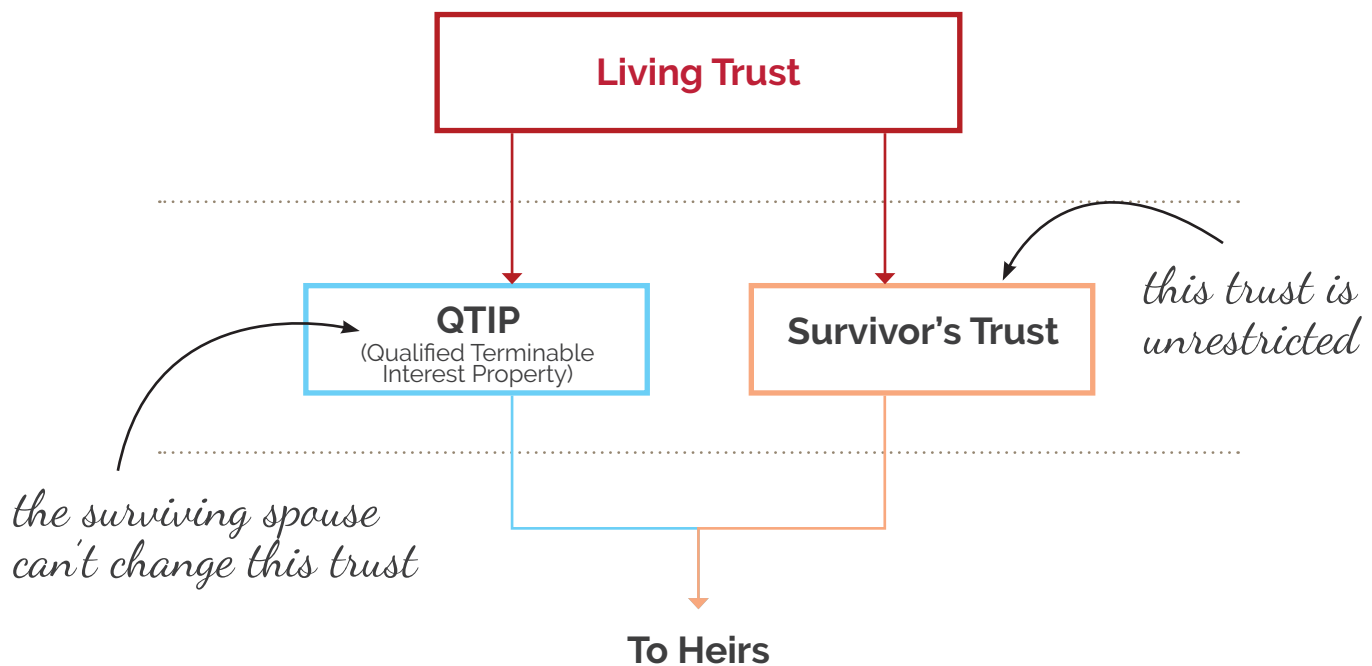 Living Trust
QTIP
(Qualified Terminable
Interest Property)
Survivor’s Trust
this trust is
unrestricted
the surviving spouse
can't change this trust
To Heirs